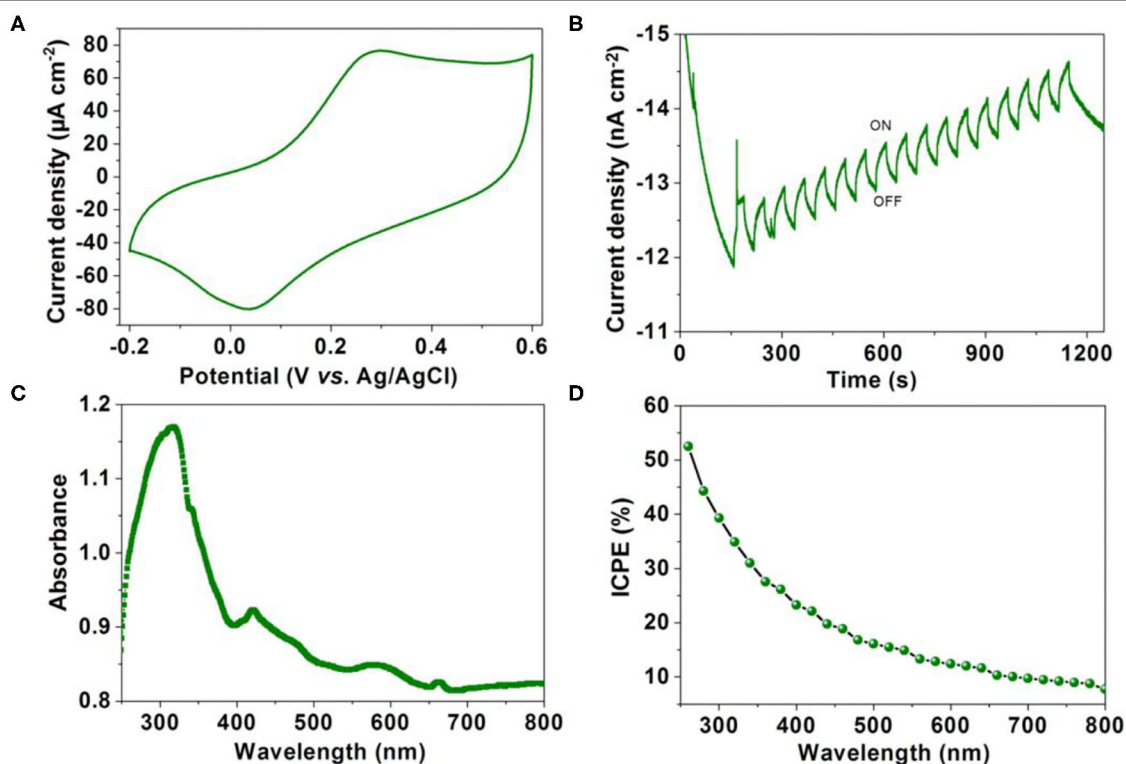 A
Current density (µA cm-2)
80
60
40
20
0
-20
-40
-60
-80
-0.2 0.0 0.2 0.4 0.6
Potential (V vs. Ag/AgCl)
B
Current density (nA cm-2)
-15
-14
-13
-12
-11
ON
OFF
0 300 600 900 1200
Time (s)
C
Absorbance
1.2
1.1
1.0
0.9
0.8
300 400 500 600 700 800
Wavelength (nm)
D
ICPE (%)
60
50
40
30
20
10
300 400 500 600 700 800
Wavelength (nm)